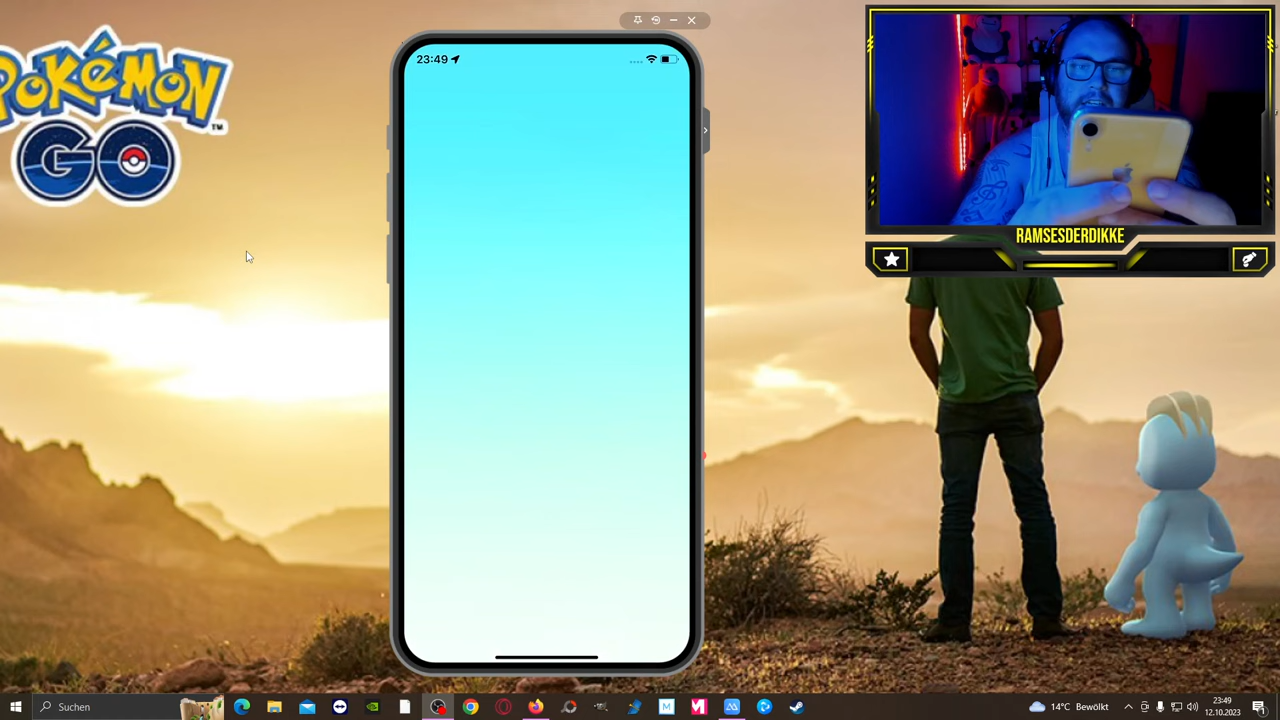 POKéMON
GO
TM
23:49
RAMSESDERDIKKE
Suchen
14°C Bewölkt
23:49
12.10.2023